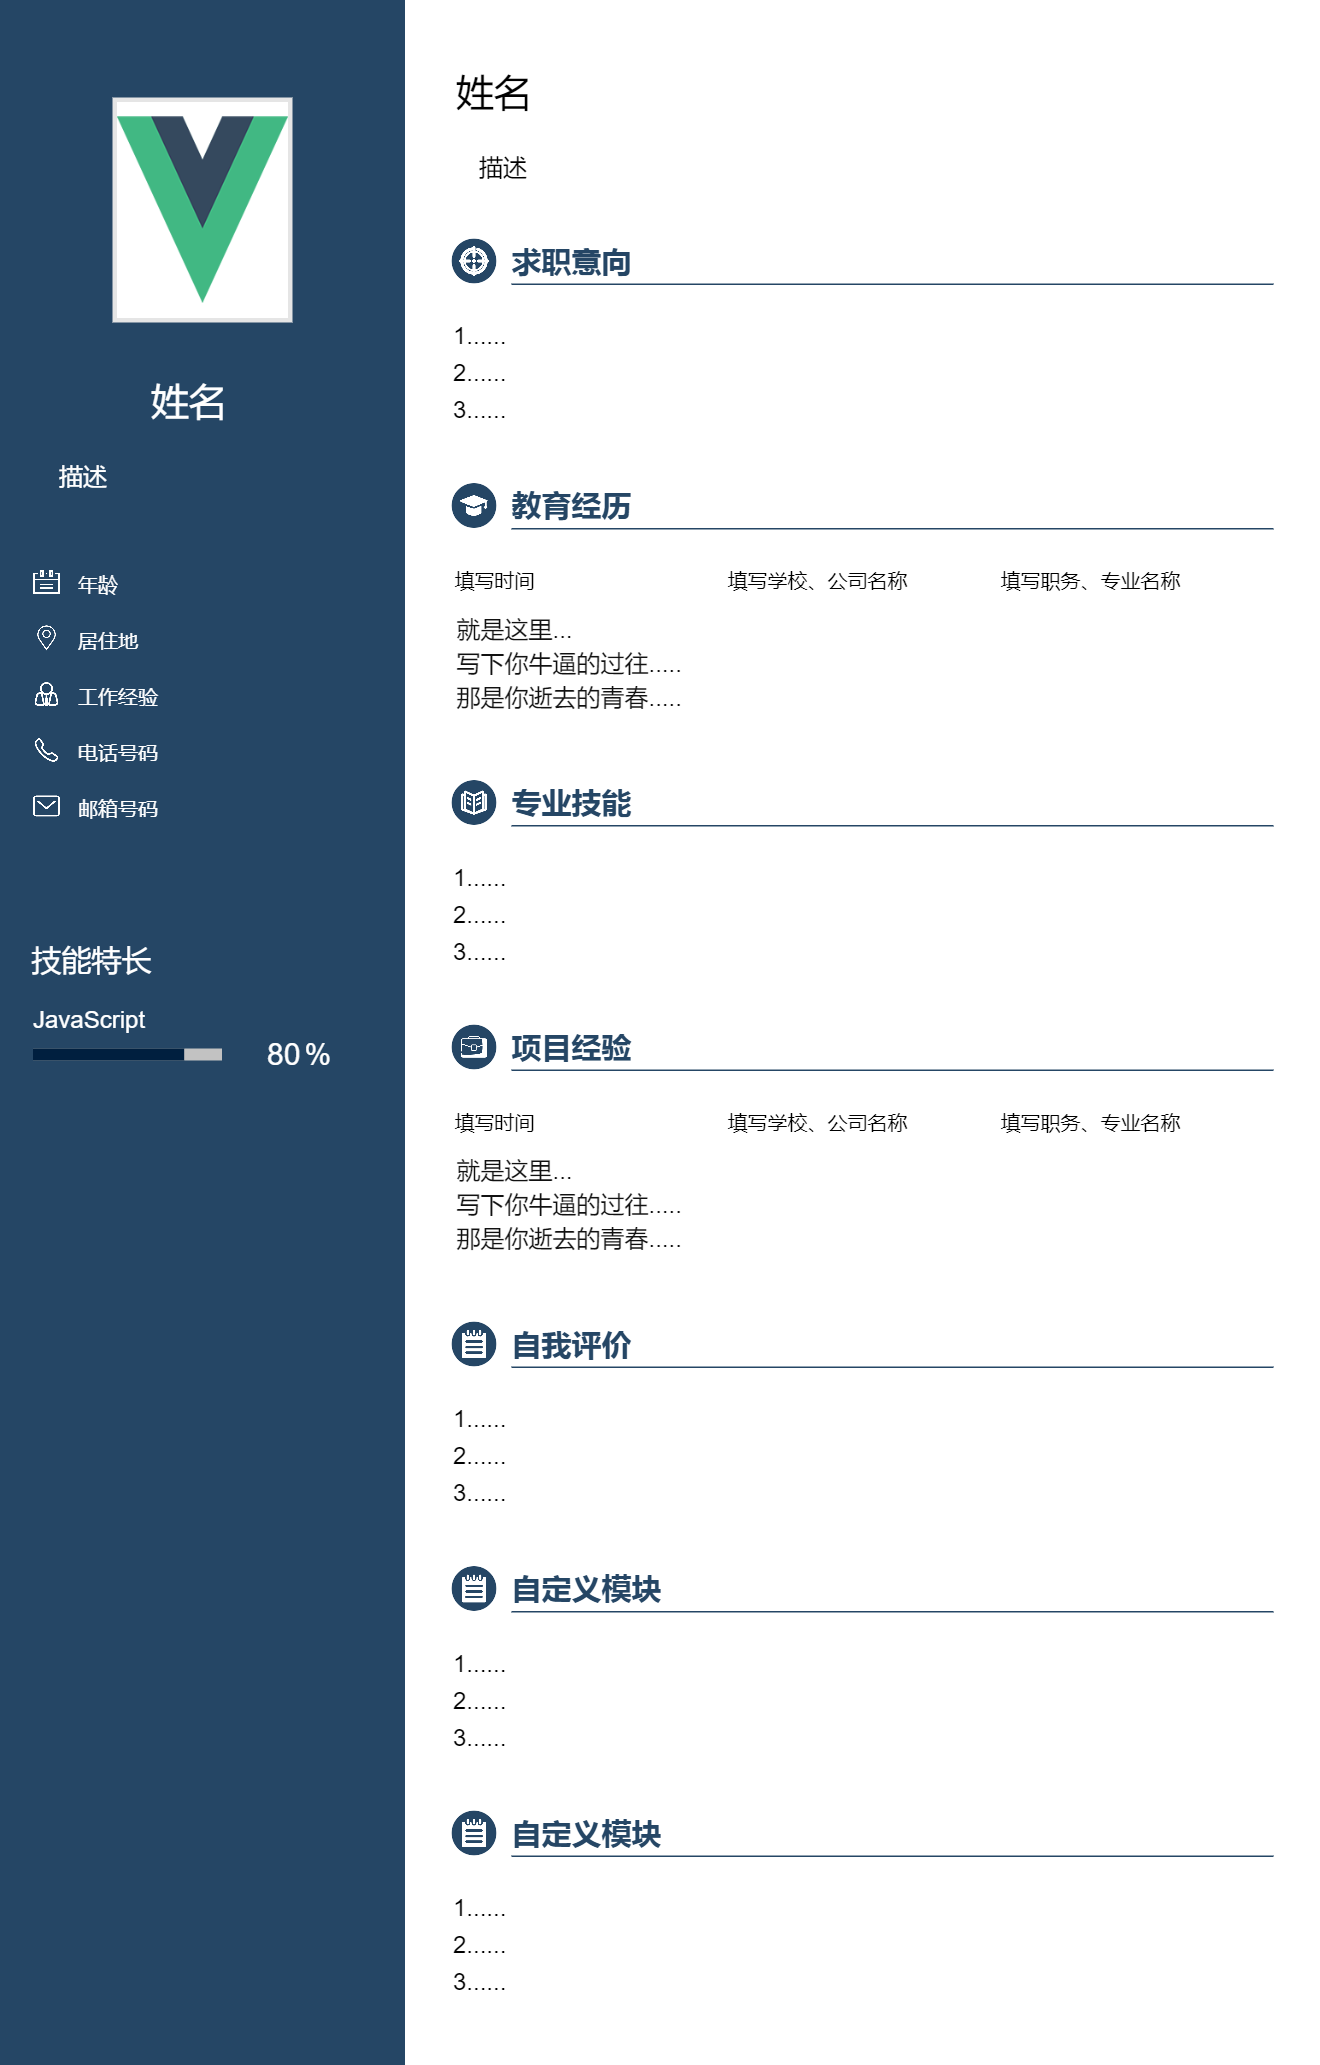 姓名
描述
年龄
居住地
工作经验
电话号码
邮箱号码
技能特长
JavaScript
80 %
姓名
描述
求职意向
1......
2......
3......
教育经历
填写时间 填写学校、公司名称 填写职务、专业名称
就是这里...
写下你牛逼的过往.....
那是你逝去的青春.....
专业技能
1......
2......
3......
项目经验
填写时间 填写学校、公司名称 填写职务、专业名称
就是这里...
写下你牛逼的过往.....
那是你逝去的青春.....
自我评价
1......
2......
3......
自定义模块
1......
2......
3......
自定义模块
1......
2......
3......